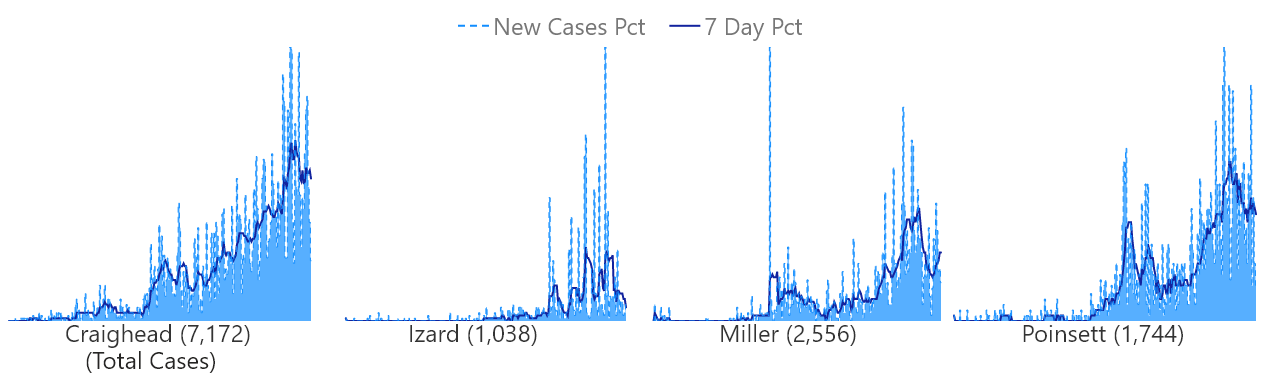 New Cases Pct 7 Day Pct
Craighead (7,172) Izard (1,038) Miller (2,556) Poinsett (1,744)
(Total Cases)